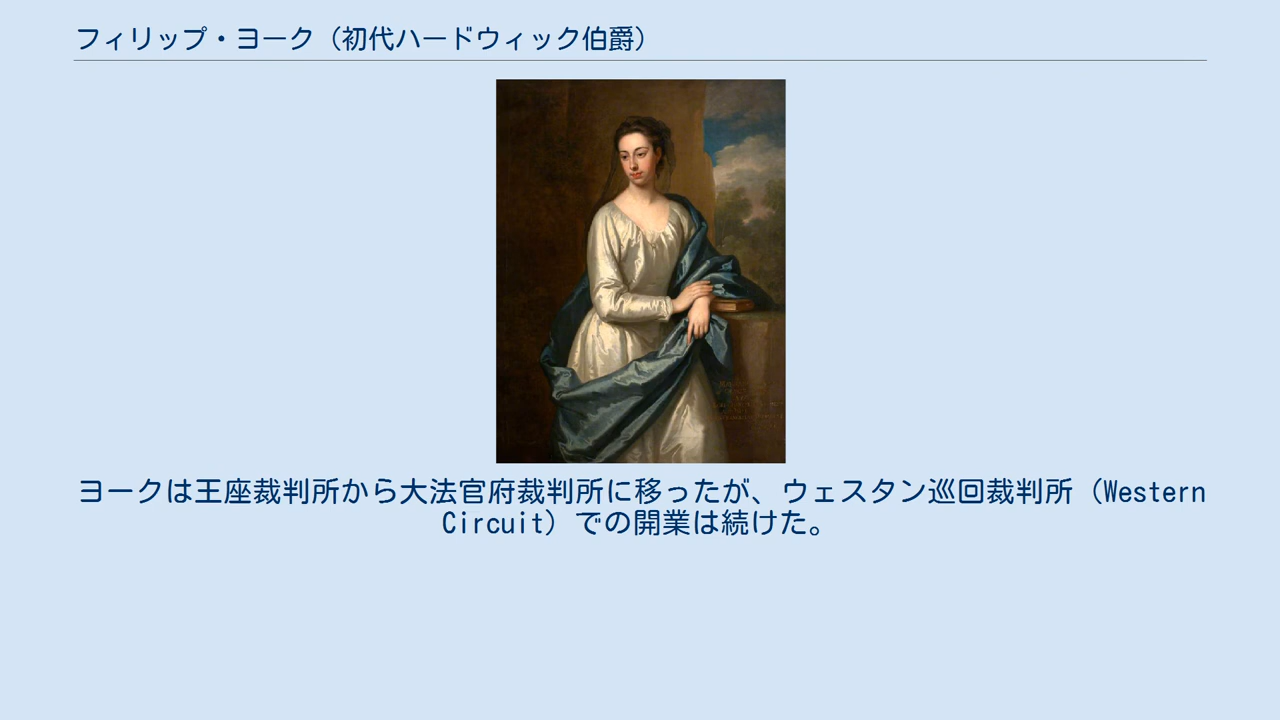 フィリップ・ヨーク（初代ハードウィック伯爵）
ヨークは王座裁判所から大法官府裁判所に移ったが、ウェスタン巡回裁判所（Western
Circuit）での開業は続けた。